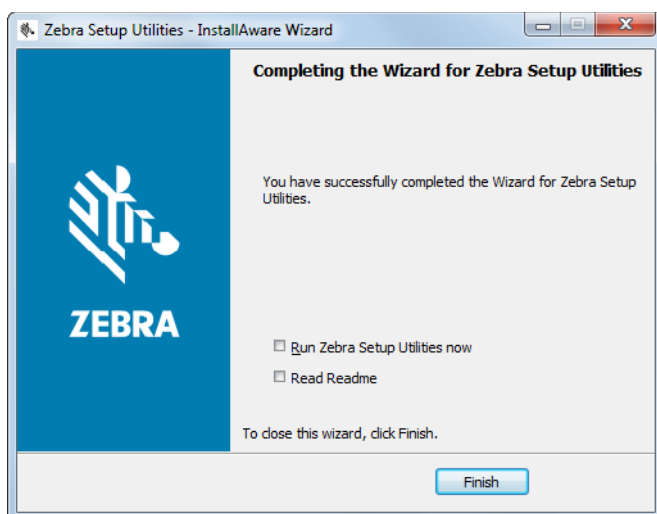 Zebra Setup Utilities - InstallAware Wizard
Completing the Wizard for Zebra Setup Utilities
You have successfully completed the Wizard for Zebra Setup
Utilities.
ZEBRA
Run Zebra Setup Utilities now
Read Readme
To close this wizard, click Finish.
Finish